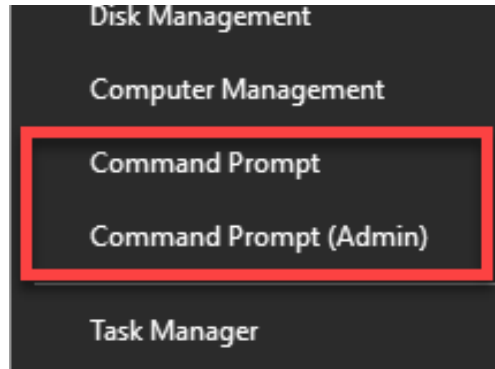 Disk Management
Computer Management
Command Prompt
Command Prompt (Admin)
Task Manager